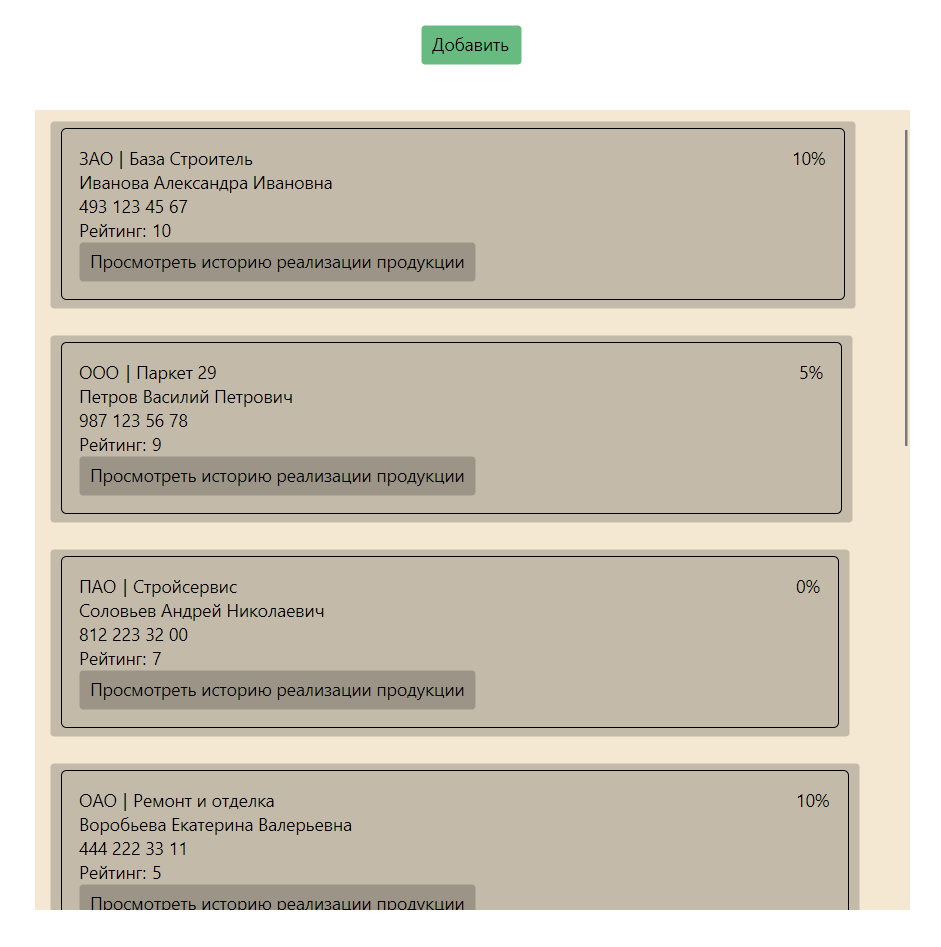 Добавить
ЗАО | База Строитель 10%
Иванова Александра Ивановна
493 123 45 67
Рейтинг: 10
Просмотреть историю реализации продукции
ООО | Паркет 29 5%
Петров Василий Петрович
987 123 56 78
Рейтинг: 9
Просмотреть историю реализации продукции
ПАО | Стройсервис 0%
Соловьев Андрей Николаевич
812 223 32 00
Рейтинг: 7
Просмотреть историю реализации продукции
ОАО | Ремонт и отделка 10%
Воробьева Екатерина Валерьевна
444 222 33 11
Рейтинг: 5
Просмотреть историю реализации продукции